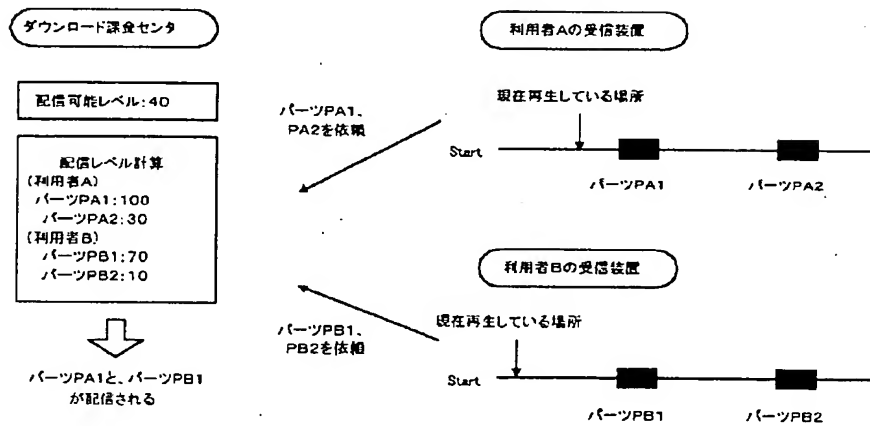 ダウンロード課金センタ
配信可能レベル:40
配信レベル計算
(利用者A)
パーツPA1:100
パーツPA2:30
(利用者B)
パーツPB1:70
パーツPB2:10
パーツPA1と、パーツPB1
が配信される
パーツPA1、
PA2を依頼
パーツPB1、
PB2を依頼
利用者Aの受信装置
現在再生している場所
Start
パーツPA1
パーツPA2
利用者Bの受信装置
現在再生している場所
Start
パーツPB1
パーツPB2